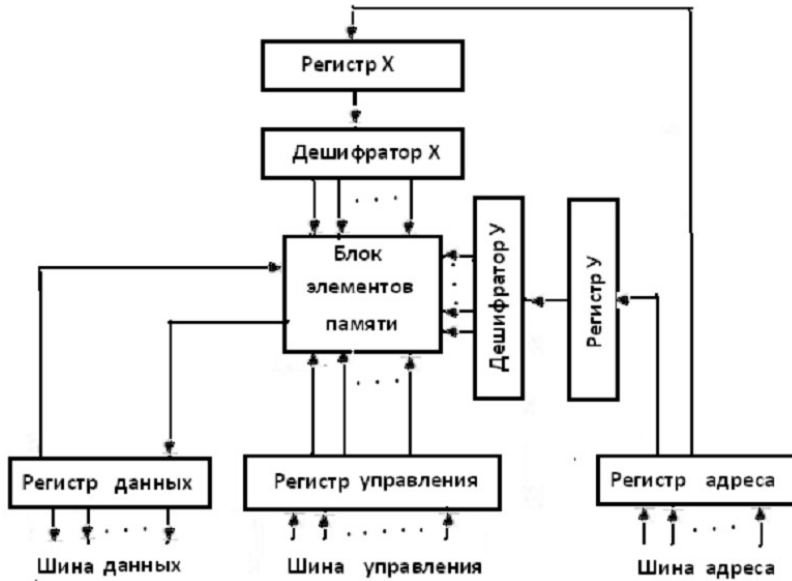 Регистр Х
Дешифратор Х
Блок
элементов
памяти
Дешифратор У
Регистр У
Регистр данных
Регистр управления
Регистр адреса
Шина данных
Шина управления
Шина адреса